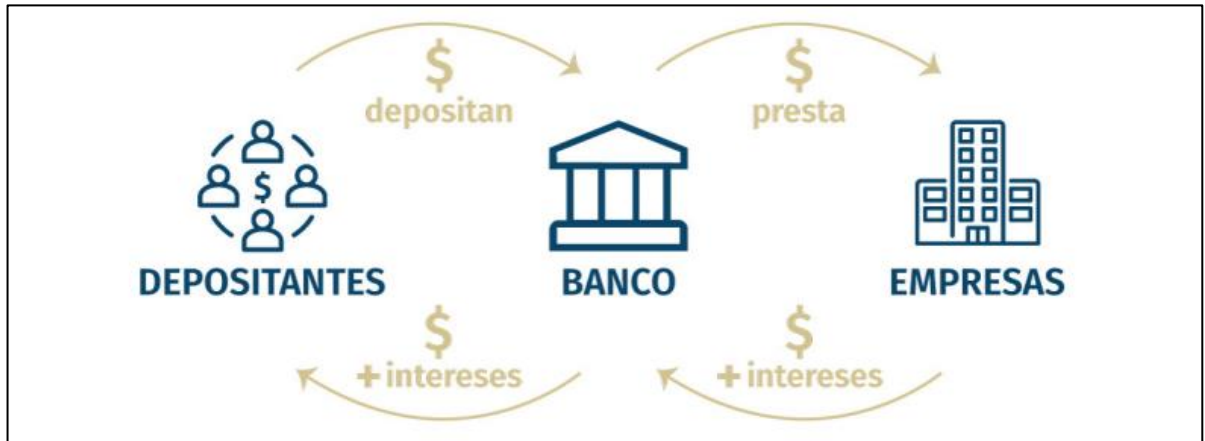 $
depositan
$
presta
$
DEPOSITANTES
BANCO
EMPRESAS
$
+ intereses
$
+ intereses